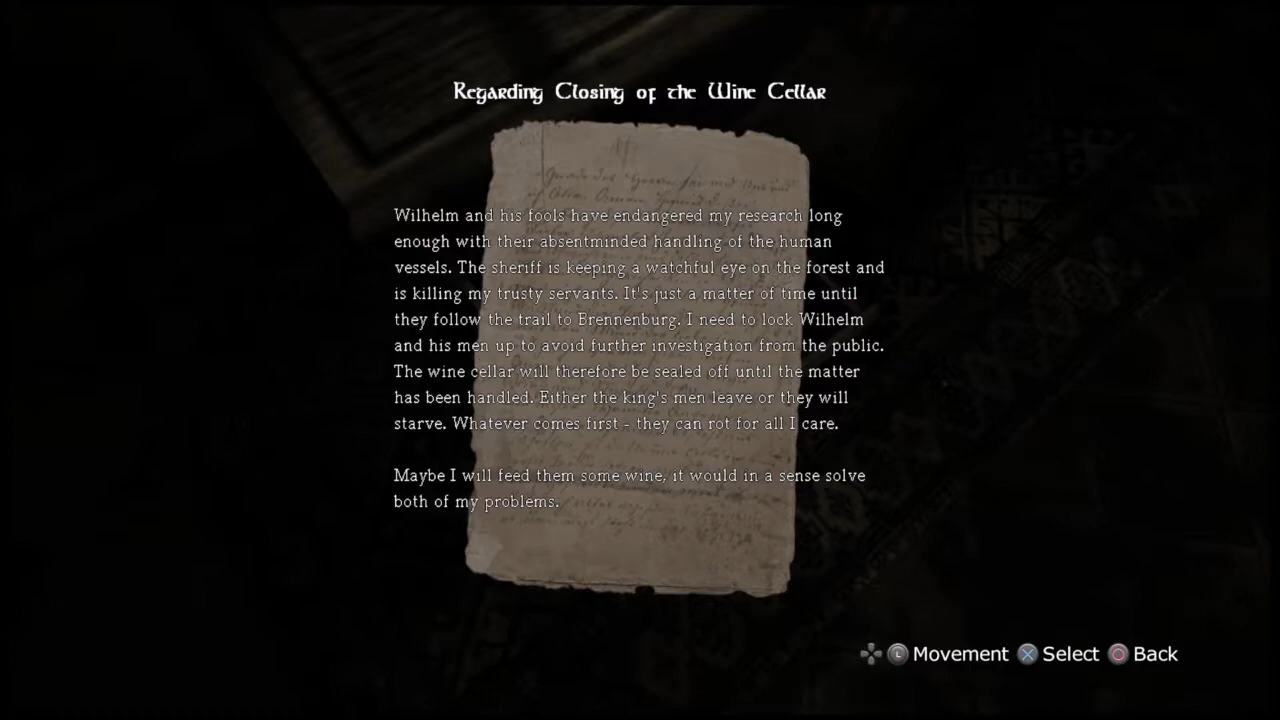 Regarding Closing of the Wine Cellar
Wilhelm and his fools have endangered my research long
enough with their absentminded handling of the human
vessels. The sheriff is keeping a watchful eye on the forest and
is killing my trusty servants. It's just a matter of time until
they follow the trail to Brennenburg. I need to lock Wilhelm
and his men up to avoid further investigation from the public.
The wine cellar will therefore be sealed off until the matter
has been handled. Either the king's men leave or they will
starve. Whatever comes first - they can rot for all I care.
Maybe I will feed them some wine, it would in a sense solve
both of my problems.
L Movement Select Back